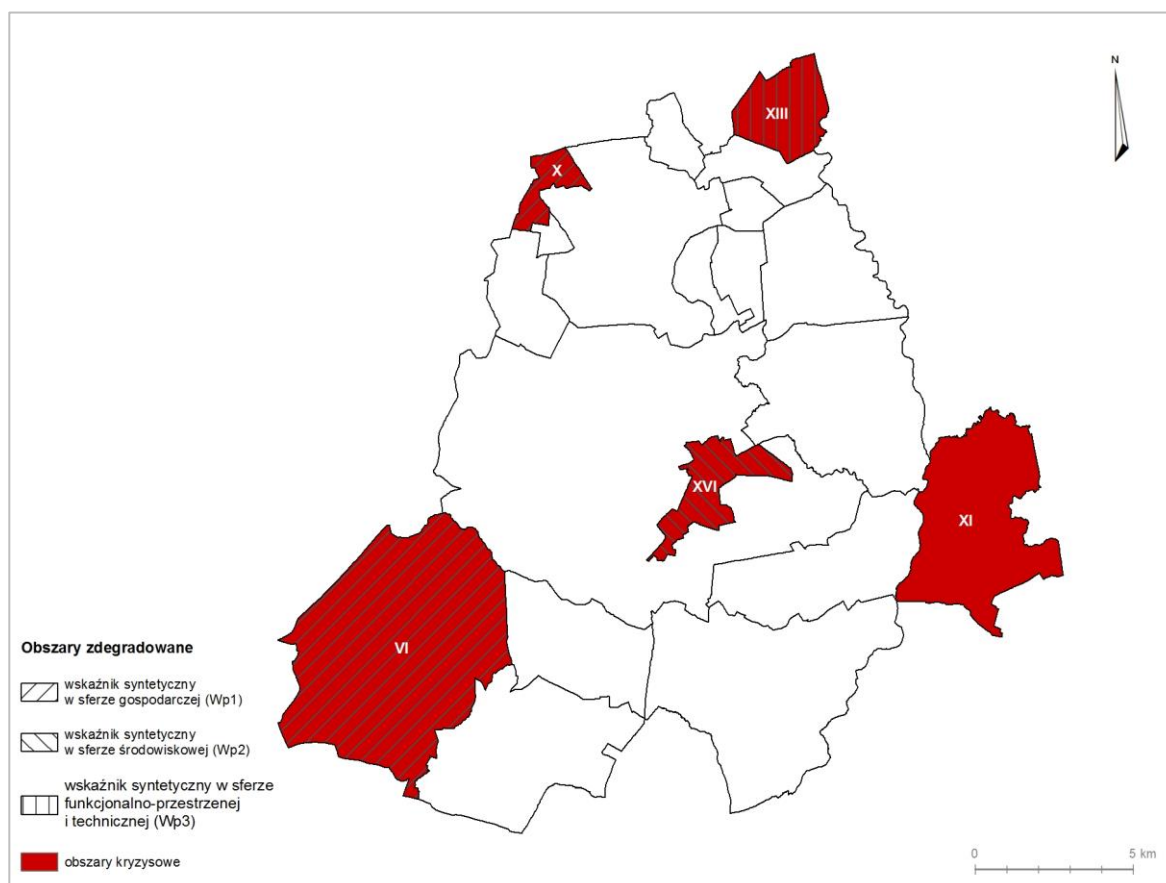 N
XIII
X
XVI
XI
VI
Obszary zdegradowane
wskaźnik syntetyczny
w sferze gospodarczej (Wp1)
wskaźnik syntetyczny
w sferze środowiskowej (Wp2)
wskaźnik syntetyczny w sferze
funkcjonalno-przestrzenej
i technicznej (Wp3)
obszary kryzysowe
0 5 km